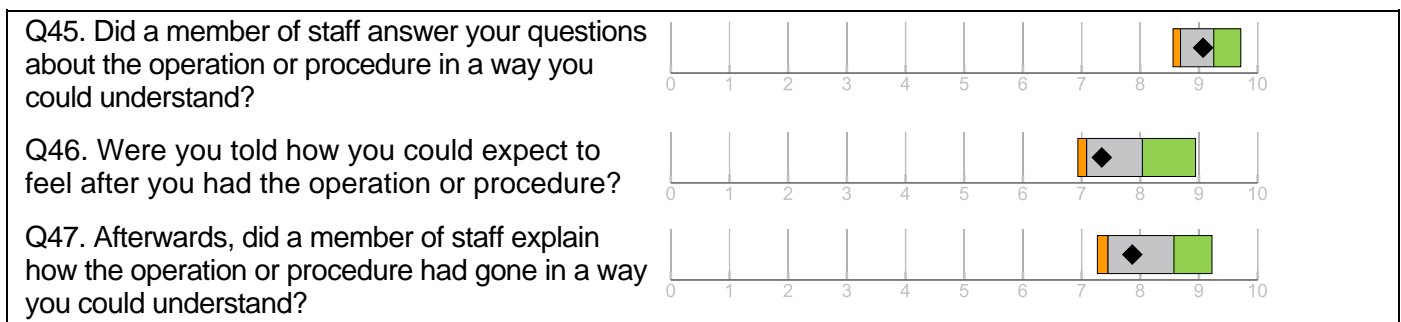 Q45. Did a member of staff answer your questions
about the operation or procedure in a way you
could understand?
0 1 2 3 4 5 6 7 8 9 10
Q46. Were you told how you could expect to
feel after you had the operation or procedure?
0 1 2 3 4 5 6 7 8 9 10
Q47. Afterwards, did a member of staff explain
how the operation or procedure had gone in a way
you could understand?
0 1 2 3 4 5 6 7 8 9 10